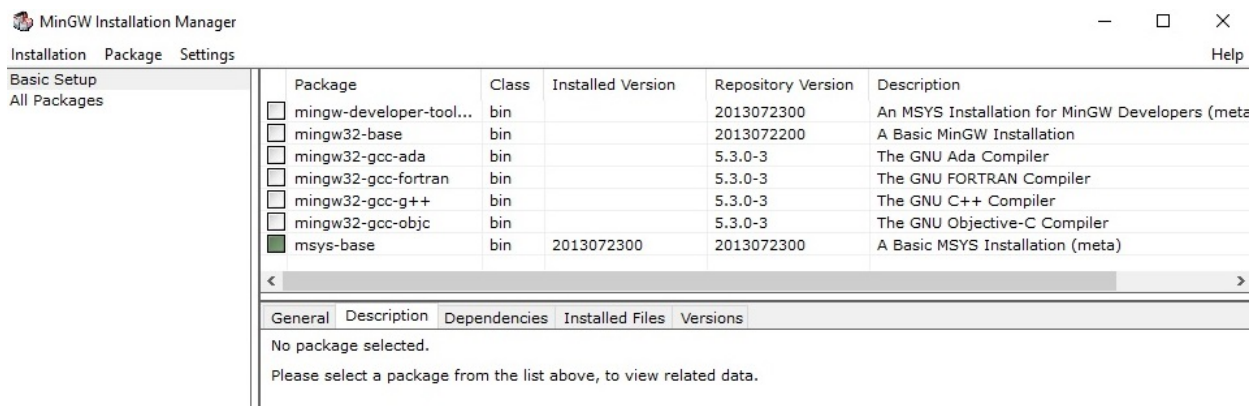 MinGW Installation Manager
Installation Package Settings Help
Basic Setup
All Packages
Package Class Installed Version Repository Version Description
mingw-developer-tool... bin 2013072300 An MSYS Installation for MinGW Developers (meta
mingw32-base bin 2013072200 A Basic MinGW Installation
mingw32-gcc-ada bin 5.3.0-3 The GNU Ada Compiler
mingw32-gcc-fortran bin 5.3.0-3 The GNU FORTRAN Compiler
mingw32-gcc-g++ bin 5.3.0-3 The GNU C++ Compiler
mingw32-gcc-objc bin 5.3.0-3 The GNU Objective-C Compiler
msys-base bin 2013072300 2013072300 A Basic MSYS Installation (meta)
General Description Dependencies Installed Files Versions
No package selected.
Please select a package from the list above, to view related data.